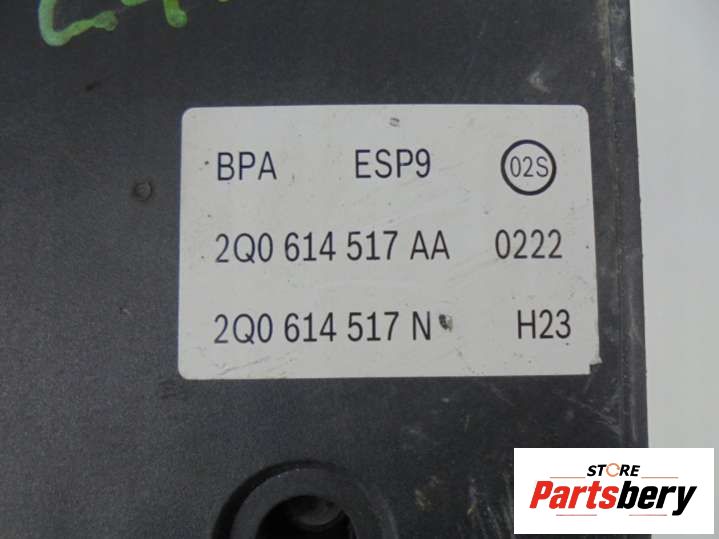 BPA ESP9 02S
2Q0 614 517 AA 0222
2Q0 614 517 N H23
STORE
Partsbery